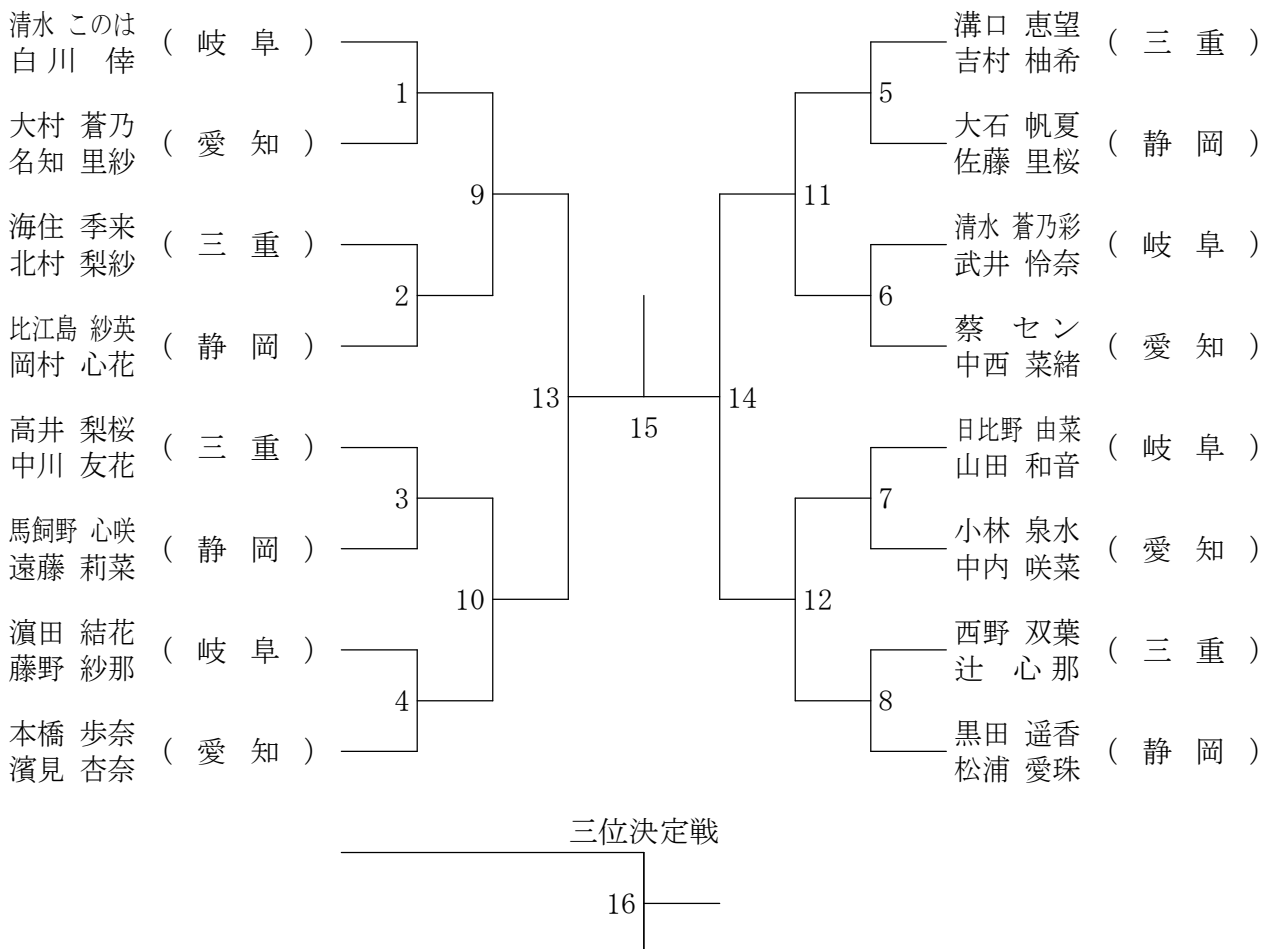 清水 このは
白川 倖
( 岐 阜 )
1
大村 蒼乃
名知 里紗
( 愛 知 )
9
海住 季来
北村 梨紗
( 三 重 )
2
比江島 紗英
岡村 心花
( 静 岡 )
13
高井 梨桜
中川 友花
( 三 重 )
3
馬飼野 心咲
遠藤 莉菜
( 静 岡 )
10
濵田 結花
藤野 紗那
( 岐 阜 )
4
本橋 歩奈
濱見 杏奈
( 愛 知 )
15
溝口 恵望
吉村 柚希
( 三 重 )
5
大石 帆夏
佐藤 里桜
( 静 岡 )
11
清水 蒼乃彩
武井 怜奈
( 岐 阜 )
6
蔡 セン
中西 菜緒
( 愛 知 )
14
日比野 由菜
山田 和音
( 岐 阜 )
7
小林 泉水
中内 咲菜
( 愛 知 )
12
西野 双葉
辻 心那
( 三 重 )
8
黒田 遥香
松浦 愛珠
( 静 岡 )
三位決定戦
16